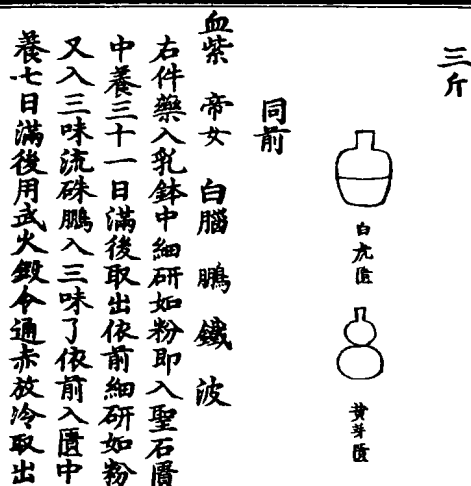 三斤
白虎匱
黄芽匱
同前
血紫 帝女 白腦 鵬 鐵 波
右件藥入乳鉢中細研如粉即入聖石匱
中養三十一日滿後取出依前細研如粉
又入三味流硃鵬入三味了依前入匱中
養七日滿後用武火鍛令通赤放冷取出